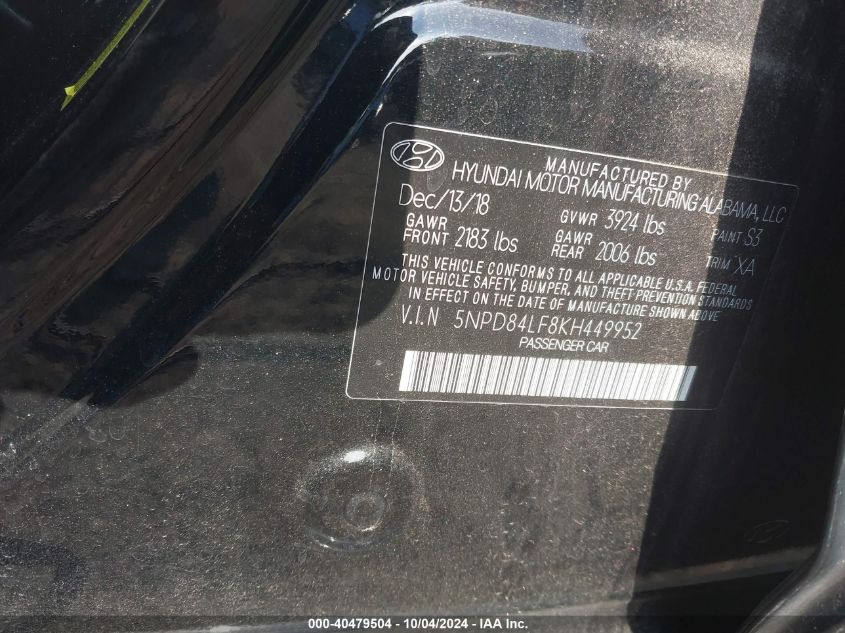 MANUFACTURED BY
HYUNDAI MOTOR MANUFACTURING ALABAMA, LLC
Dec/13/18 GVWR 3924 lbs PAINT S3
GAWR FRONT 2183 lbs GAWR REAR 2006 lbs TRIM XA
THIS VEHICLE CONFORMS TO ALL APPLICABLE U.S.A. FEDERAL
MOTOR VEHICLE SAFETY, BUMPER, AND THEFT PREVENTION STANDARDS
IN EFFECT ON THE DATE OF MANUFACTURE SHOWN ABOVE
V.I.N 5NPD84LF8KH449952
PASSENGER CAR
000-40479504 - 10/04/2024 - IAA Inc.